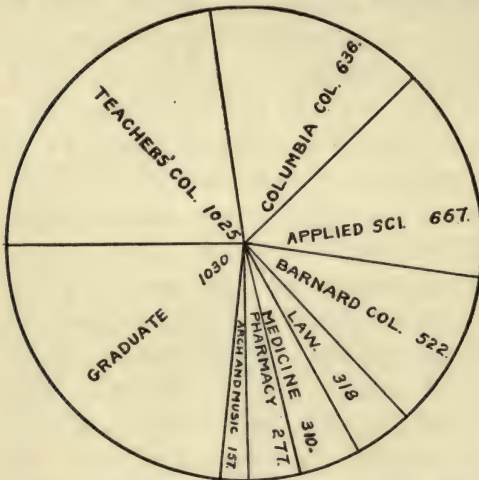 TEACHERS' COL. 1025
COLUMBIA COL. 636.
APPLIED SCI. 667.
BARNARD COL. 522.
LAW. 318
MEDICINE 310.
PHARMACY 277.
ARCH AND MUSIC 157.
GRADUATE 1030